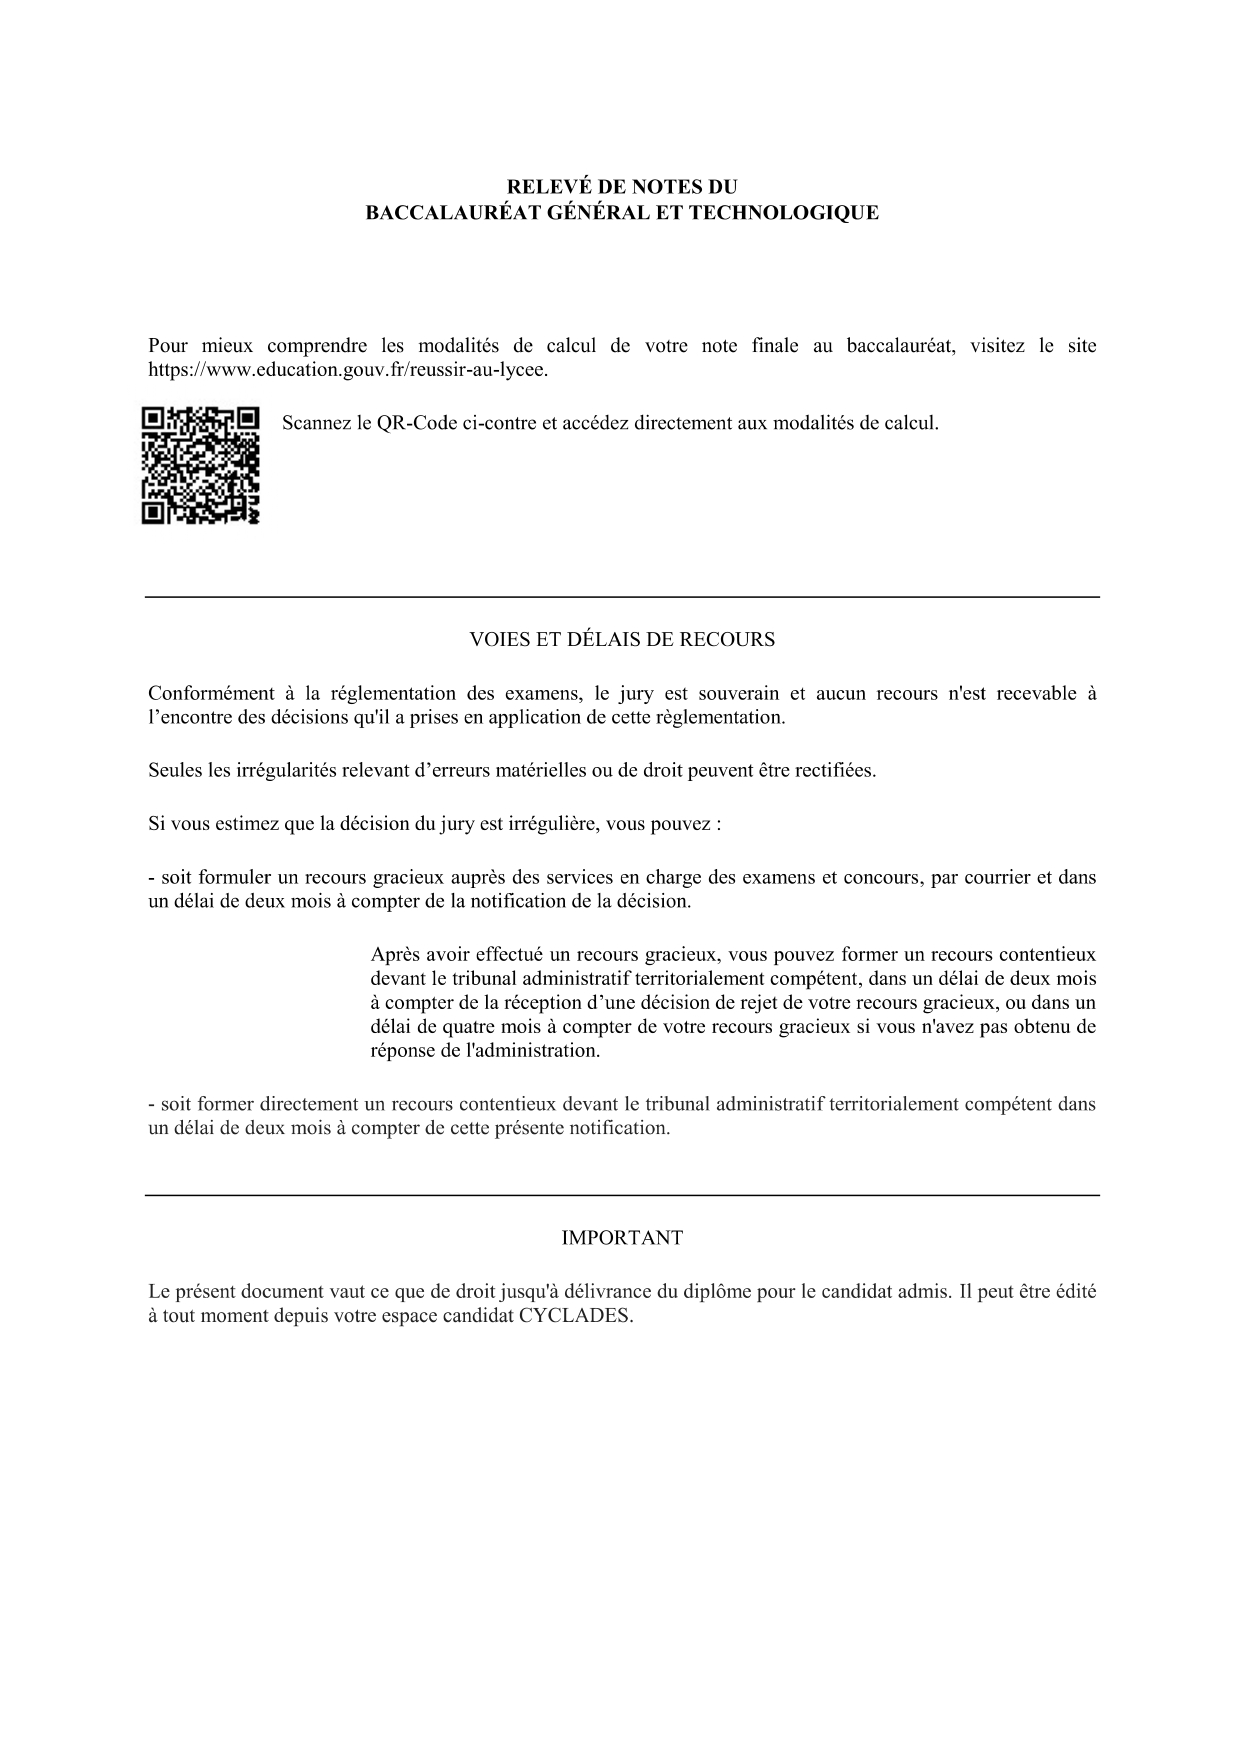 RELEVÉ DE NOTES DU
BACCALAURÉAT GÉNÉRAL ET TECHNOLOGIQUE
Pour mieux comprendre les modalités de calcul de votre note finale au baccalauréat, visitez le site
https://www.education.gouv.fr/reussir-au-lycee.
Scannez le QR-Code ci-contre et accédez directement aux modalités de calcul.
VOIES ET DÉLAIS DE RECOURS
Conformément à la réglementation des examens, le jury est souverain et aucun recours n'est recevable à
l’encontre des décisions qu'il a prises en application de cette règlementation.
Seules les irrégularités relevant d’erreurs matérielles ou de droit peuvent être rectifiées.
Si vous estimez que la décision du jury est irrégulière, vous pouvez :
- soit formuler un recours gracieux auprès des services en charge des examens et concours, par courrier et dans
un délai de deux mois à compter de la notification de la décision.
Après avoir effectué un recours gracieux, vous pouvez former un recours contentieux
devant le tribunal administratif territorialement compétent, dans un délai de deux mois
à compter de la réception d’une décision de rejet de votre recours gracieux, ou dans un
délai de quatre mois à compter de votre recours gracieux si vous n'avez pas obtenu de
réponse de l'administration.
- soit former directement un recours contentieux devant le tribunal administratif territorialement compétent dans
un délai de deux mois à compter de cette présente notification.
IMPORTANT
Le présent document vaut ce que de droit jusqu'à délivrance du diplôme pour le candidat admis. Il peut être édité
à tout moment depuis votre espace candidat CYCLADES.